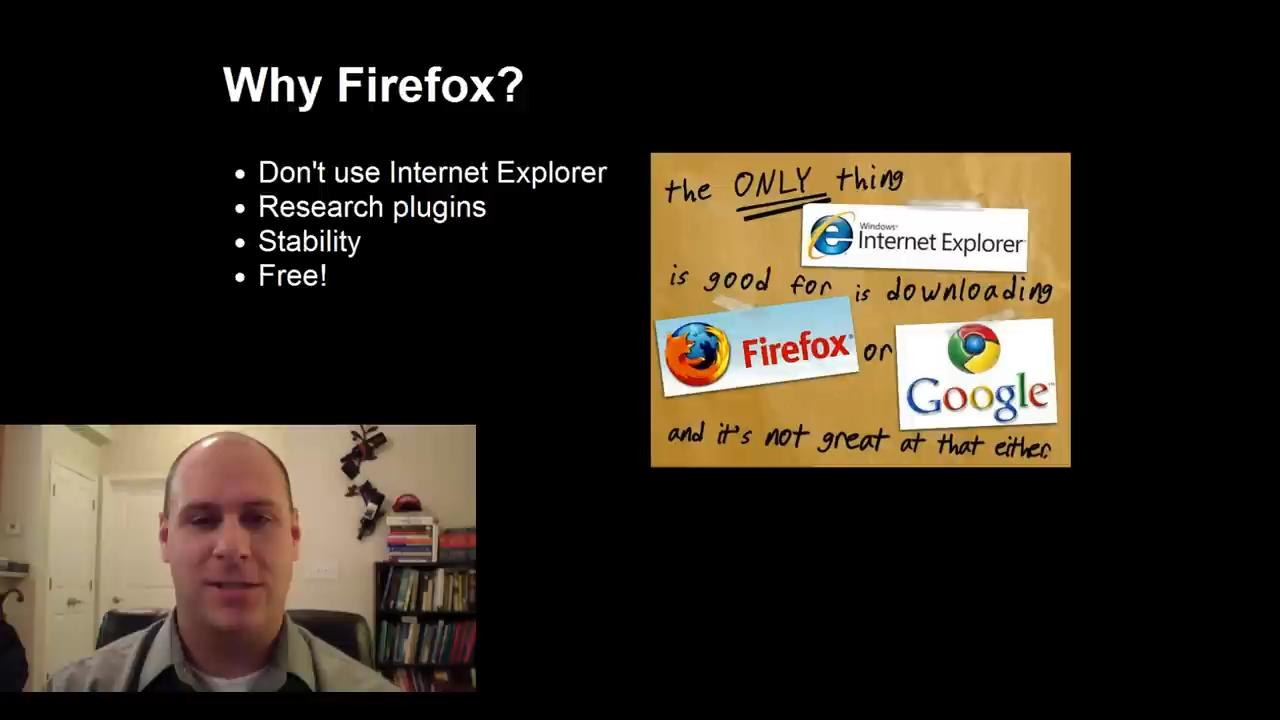 Why Firefox?
Don't use Internet Explorer
Research plugins
Stability
Free!
the ONLY thing
Windows®
Internet Explorer
is good for is downloading
Firefox® or
Google™
and it's not great at that either.